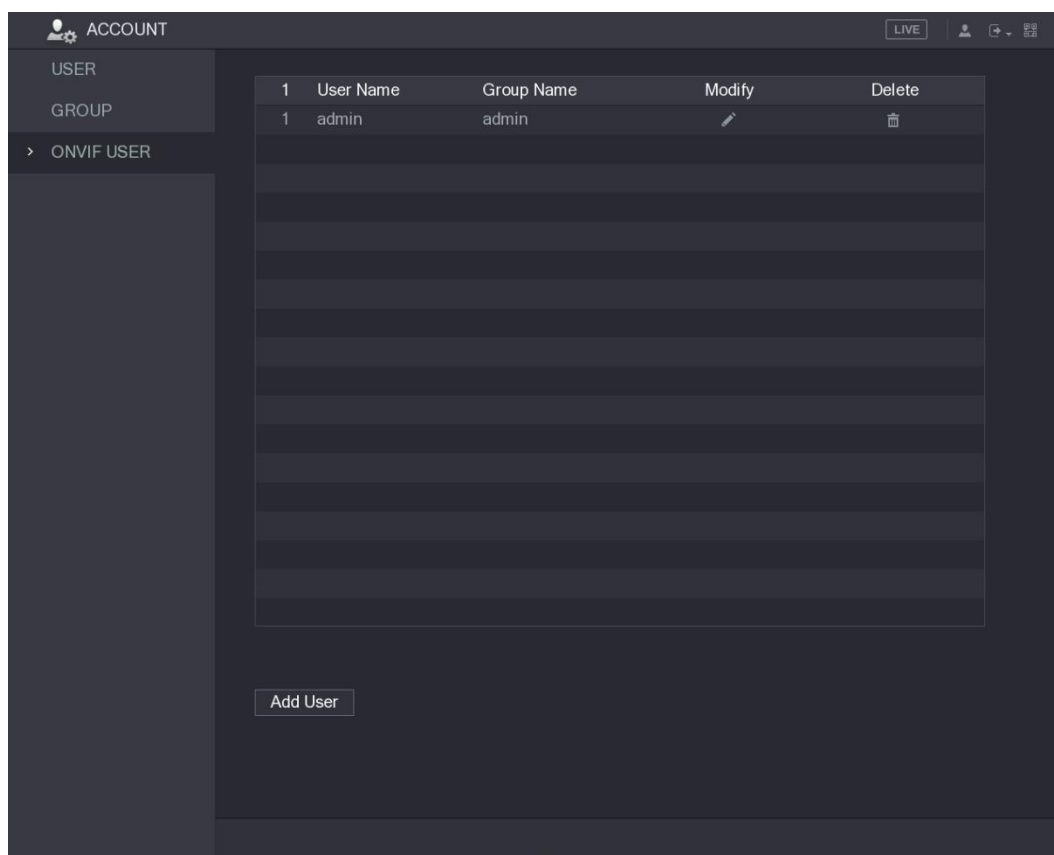 ACCOUNT LIVE
USER
GROUP
ONVIF USER
1 User Name Group Name Modify Delete
1 admin admin
Add User